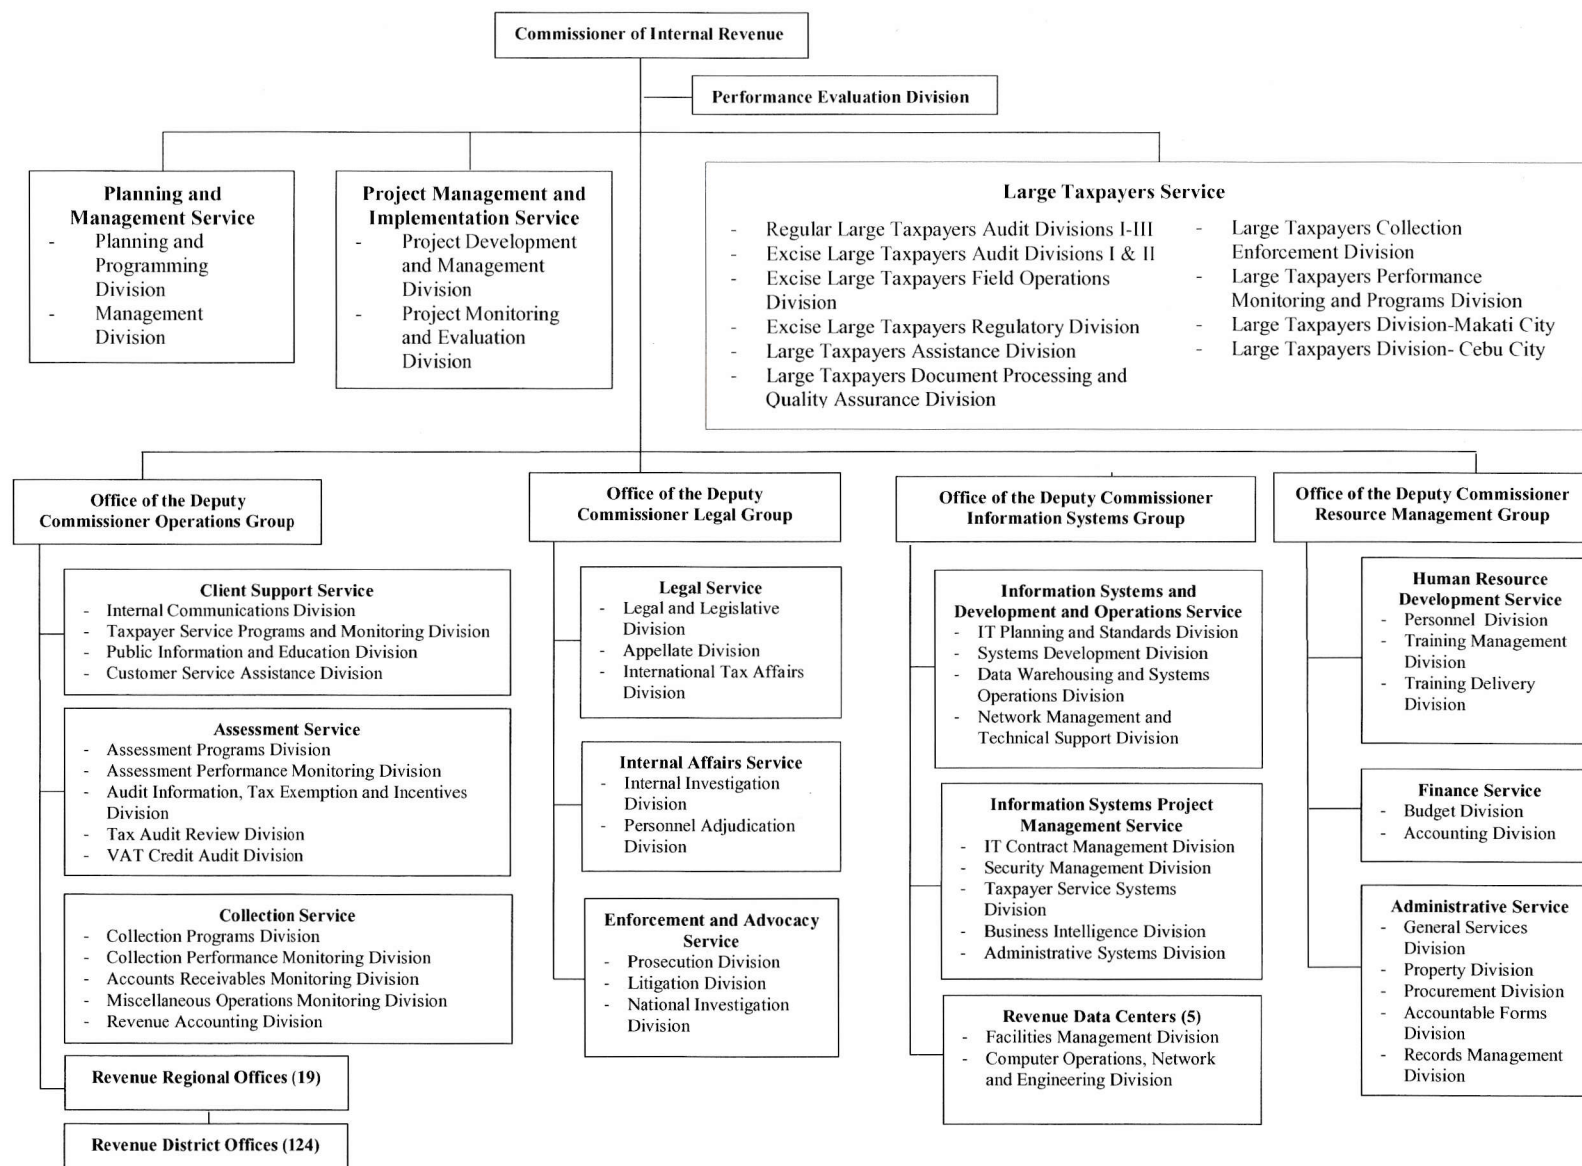 Commissioner of Internal Revenue
Performance Evaluation Division
Planning and
Management Service
- Planning and
Programming
Division
- Management
Division
Project Management and
Implementation Service
- Project Development
and Management
Division
- Project Monitoring
and Evaluation
Division
Large Taxpayers Service
- Regular Large Taxpayers Audit Divisions I-III
- Excise Large Taxpayers Audit Divisions I & II
- Excise Large Taxpayers Field Operations
Division
- Excise Large Taxpayers Regulatory Division
- Large Taxpayers Assistance Division
- Large Taxpayers Document Processing and
Quality Assurance Division
- Large Taxpayers Collection
Enforcement Division
- Large Taxpayers Performance
Monitoring and Programs Division
- Large Taxpayers Division-Makati City
- Large Taxpayers Division- Cebu City
Office of the Deputy
Commissioner Operations Group
Client Support Service
- Internal Communications Division
- Taxpayer Service Programs and Monitoring Division
- Public Information and Education Division
- Customer Service Assistance Division
Assessment Service
- Assessment Programs Division
- Assessment Performance Monitoring Division
- Audit Information, Tax Exemption and Incentives
Division
- Tax Audit Review Division
- VAT Credit Audit Division
Collection Service
- Collection Programs Division
- Collection Performance Monitoring Division
- Accounts Receivables Monitoring Division
- Miscellaneous Operations Monitoring Division
- Revenue Accounting Division
Revenue Regional Offices (19)
Revenue District Offices (124)
Office of the Deputy
Commissioner Legal Group
Legal Service
- Legal and Legislative
Division
- Appellate Division
- International Tax Affairs
Division
Internal Affairs Service
- Internal Investigation
Division
- Personnel Adjudication
Division
Enforcement and Advocacy
Service
- Prosecution Division
- Litigation Division
- National Investigation
Division
Office of the Deputy Commissioner
Information Systems Group
Information Systems and
Development and Operations Service
- IT Planning and Standards Division
- Systems Development Division
- Data Warehousing and Systems
Operations Division
- Network Management and
Technical Support Division
Information Systems Project
Management Service
- IT Contract Management Division
- Security Management Division
- Taxpayer Service Systems
Division
- Business Intelligence Division
- Administrative Systems Division
Revenue Data Centers (5)
- Facilities Management Division
- Computer Operations, Network
and Engineering Division
Office of the Deputy Commissioner
Resource Management Group
Human Resource
Development Service
- Personnel Division
- Training Management
Division
- Training Delivery
Division
Finance Service
- Budget Division
- Accounting Division
Administrative Service
- General Services
Division
- Property Division
- Procurement Division
- Accountable Forms
Division
- Records Management
Division